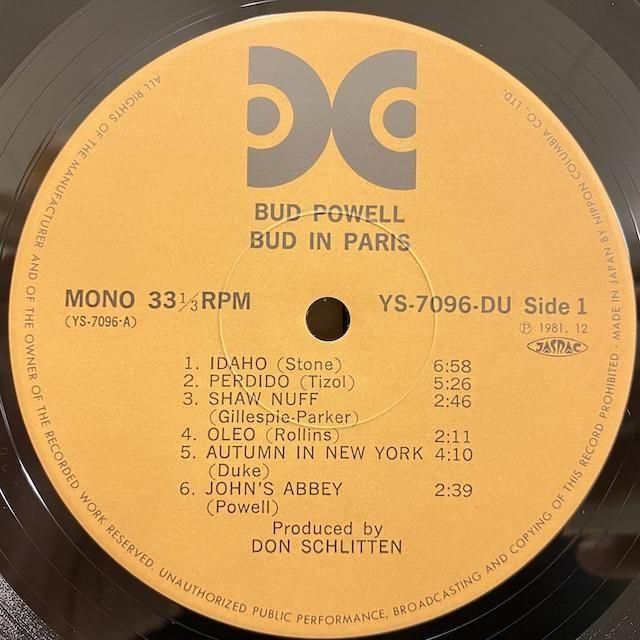 BUD POWELL
BUD IN PARIS
MONO 33 1/3 RPM
(YS-7096-A)
YS-7096-DU Side 1
Ⓟ 1981. 12
JASRAC
1. IDAHO (Stone) 6:58
2. PERDIDO (Tizol) 5:26
3. SHAW NUFF 2:46
(Gillespie-Parker)
4. OLEO (Rollins) 2:11
5. AUTUMN IN NEW YORK 4:10
(Duke)
6. JOHN'S ABBEY 2:39
(Powell)
Produced by
DON SCHLITTEN
ALL RIGHTS OF THE MANUFACTURER AND OF THE OWNER OF THE RECORDED WORK RESERVED. UNAUTHORIZED PUBLIC PERFORMANCE, BROADCASTING AND COPYING OF THIS RECORD PROHIBITED · MADE IN JAPAN BY NIPPON COLUMBIA CO., LTD.